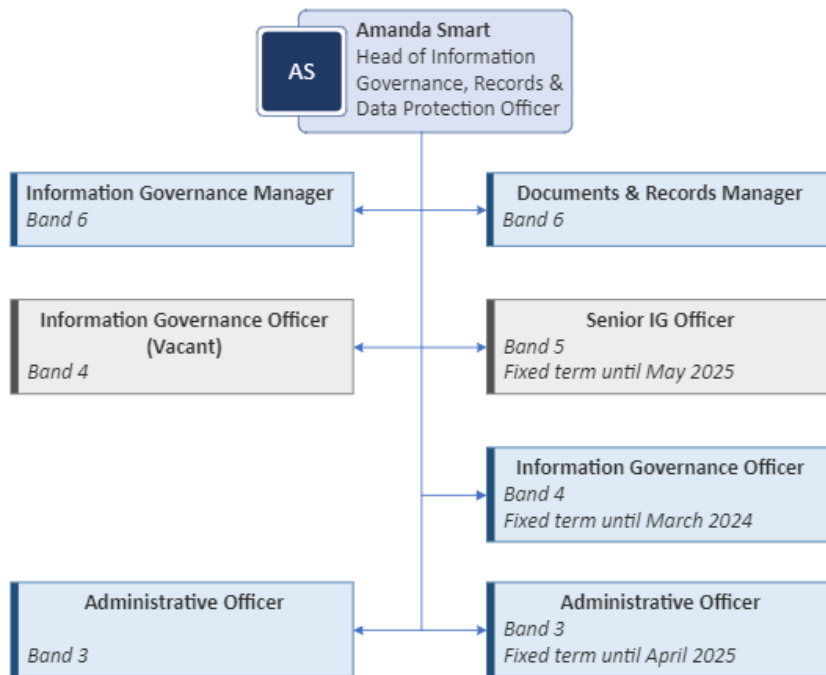 AS
Amanda Smart
Head of Information
Governance, Records &
Data Protection Officer
Information Governance Manager
Band 6
Documents & Records Manager
Band 6
Information Governance Officer
(Vacant)
Band 4
Senior IG Officer
Band 5
Fixed term until May 2025
Information Governance Officer
Band 4
Fixed term until March 2024
Administrative Officer
Band 3
Administrative Officer
Band 3
Fixed term until April 2025